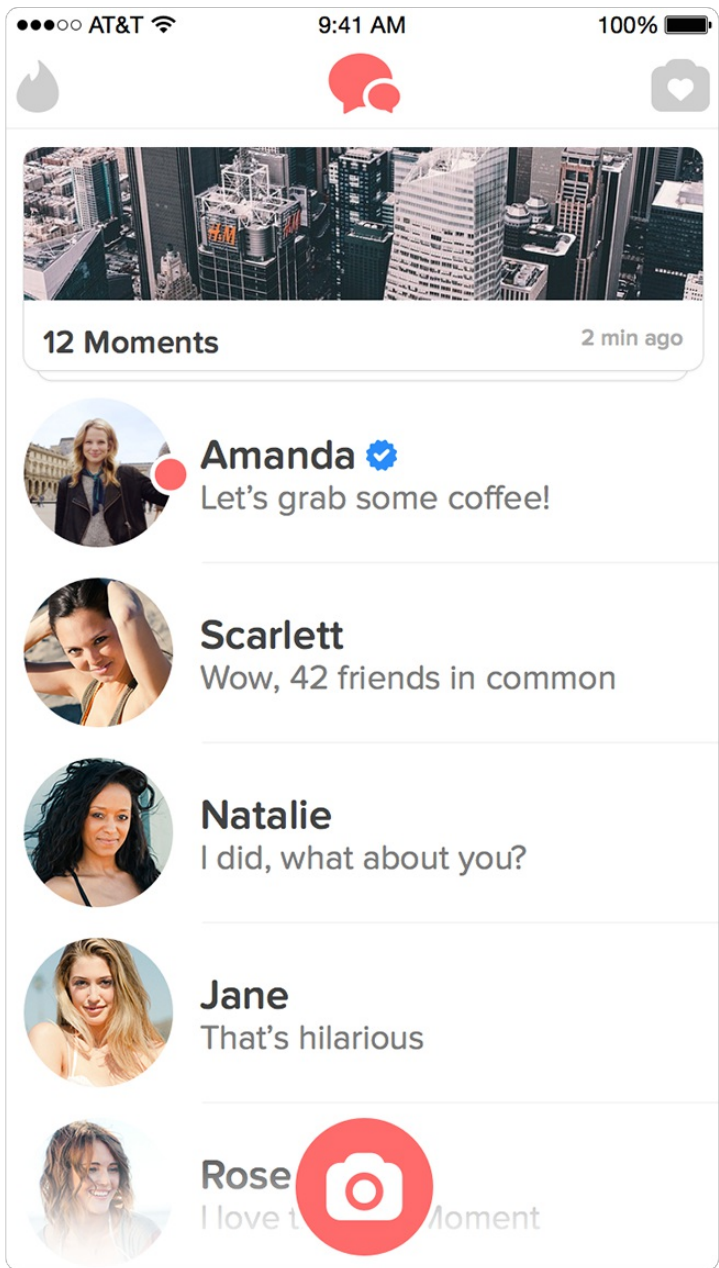 AT&T 9:41 AM 100%
H&M H&M
12 Moments 2 min ago
Amanda
Let’s grab some coffee!
Scarlett
Wow, 42 friends in common
Natalie
I did, what about you?
Jane
That’s hilarious
Rose
I love Moment